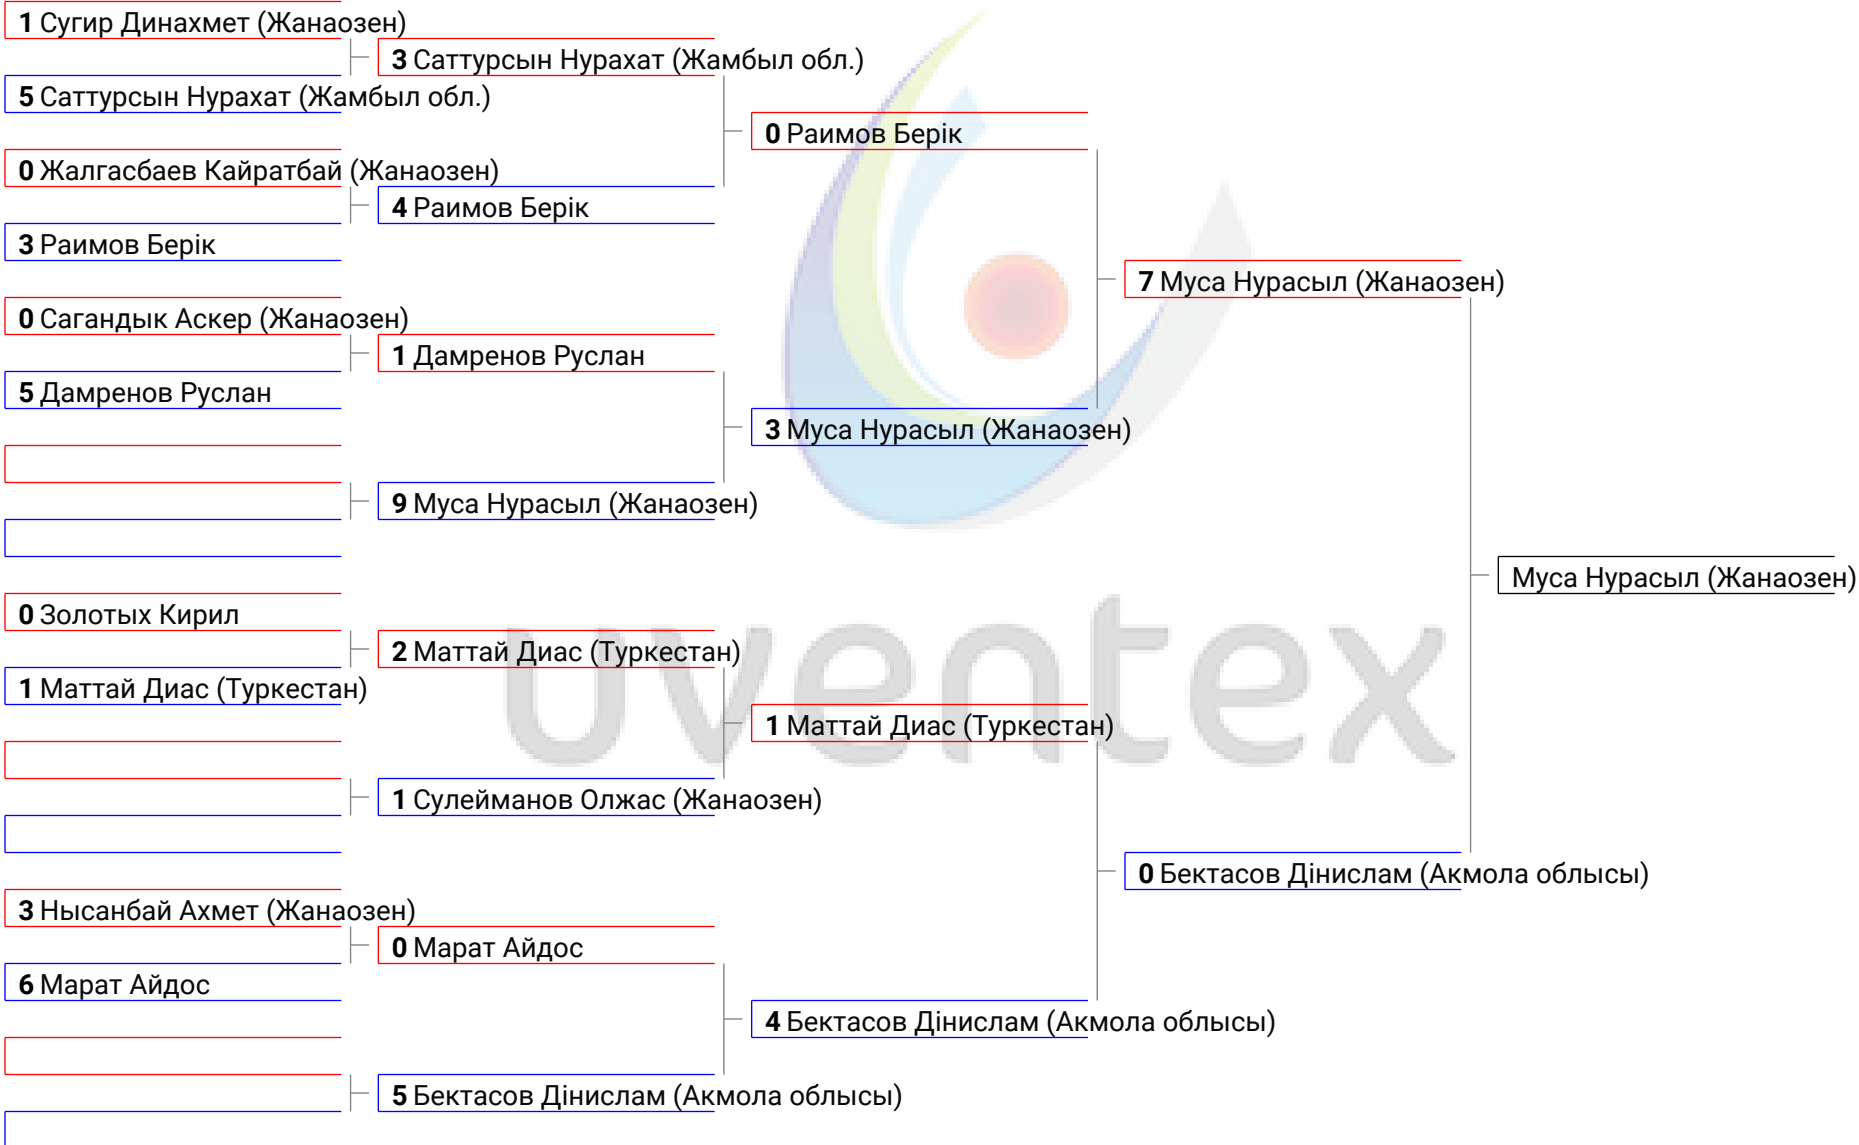 1 Сугир Динахмет (Жанаозен)
5 Саттурсын Нурахат (Жамбыл обл.)
0 Жалгасбаев Кайратбай (Жанаозен)
3 Раимов Берік
0 Сагандык Аскер (Жанаозен)
5 Дамренов Руслан
0 Золотых Кирил
1 Маттай Диас (Туркестан)
3 Нысанбай Ахмет (Жанаозен)
6 Марат Айдос
3 Саттурсын Нурахат (Жамбыл обл.)
4 Раимов Берік
1 Дамренов Руслан
9 Муса Нурасыл (Жанаозен)
2 Маттай Диас (Туркестан)
1 Сулейманов Олжас (Жанаозен)
0 Марат Айдос
5 Бектасов Дінислам (Акмола облысы)
0 Раимов Берік
3 Муса Нурасыл (Жанаозен)
1 Маттай Диас (Туркестан)
4 Бектасов Дінислам (Акмола облысы)
7 Муса Нурасыл (Жанаозен)
0 Бектасов Дінислам (Акмола облысы)
Муса Нурасыл (Жанаозен)
uventex